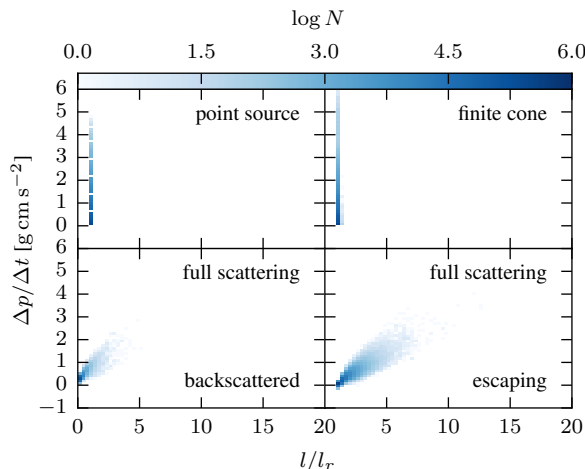 log N
0.0 1.5 3.0 4.5 6.0
6
5
4
3
2
1
0
point source
finite cone
6
5
4
3
2
1
0
−1
full scattering
backscattered
full scattering
escaping
Δp/Δt [g cm s−2]
0 5 10 15 20 0 5 10 15 20
l/lr